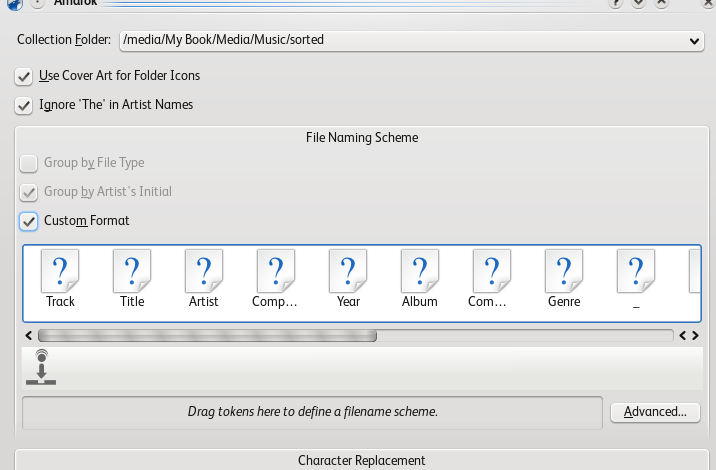 Amarok
Collection Folder: /media/My Book/Media/Music/sorted
Use Cover Art for Folder Icons
Ignore 'The' in Artist Names
File Naming Scheme
Group by File Type
Group by Artist's Initial
Custom Format
? ? ? ? ? ? ? ? ?
Track Title Artist Comp... Year Album Com... Genre _
Drag tokens here to define a filename scheme. Advanced...
Character Replacement